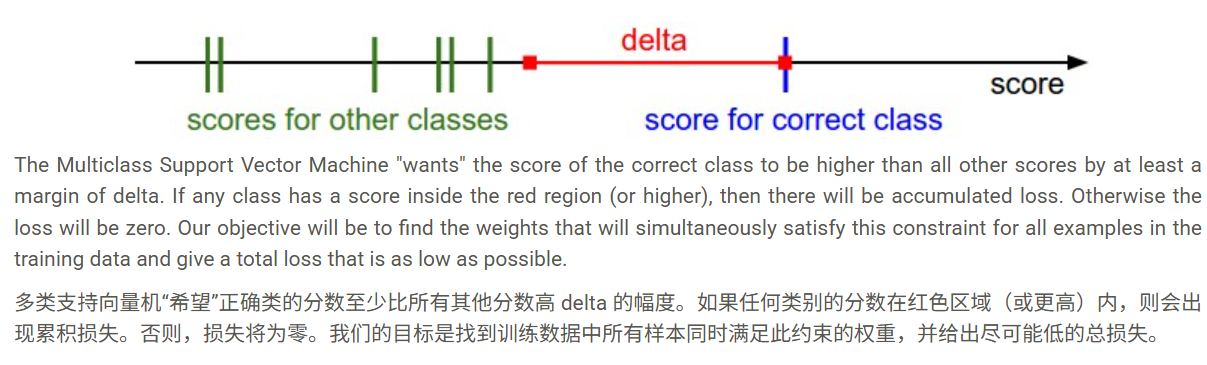 delta
score
scores for other classes
score for correct class
The Multiclass Support Vector Machine "wants" the score of the correct class to be higher than all other scores by at least a
margin of delta. If any class has a score inside the red region (or higher), then there will be accumulated loss. Otherwise the
loss will be zero. Our objective will be to find the weights that will simultaneously satisfy this constraint for all examples in the
training data and give a total loss that is as low as possible.
多类支持向量机“希望”正确类的分数至少比所有其他分数高 delta 的幅度。如果任何类别的分数在红色区域（或更高）内，则会出
现累积损失。否则，损失将为零。我们的目标是找到训练数据中所有样本同时满足此约束的权重，并给出尽可能低的总损失。